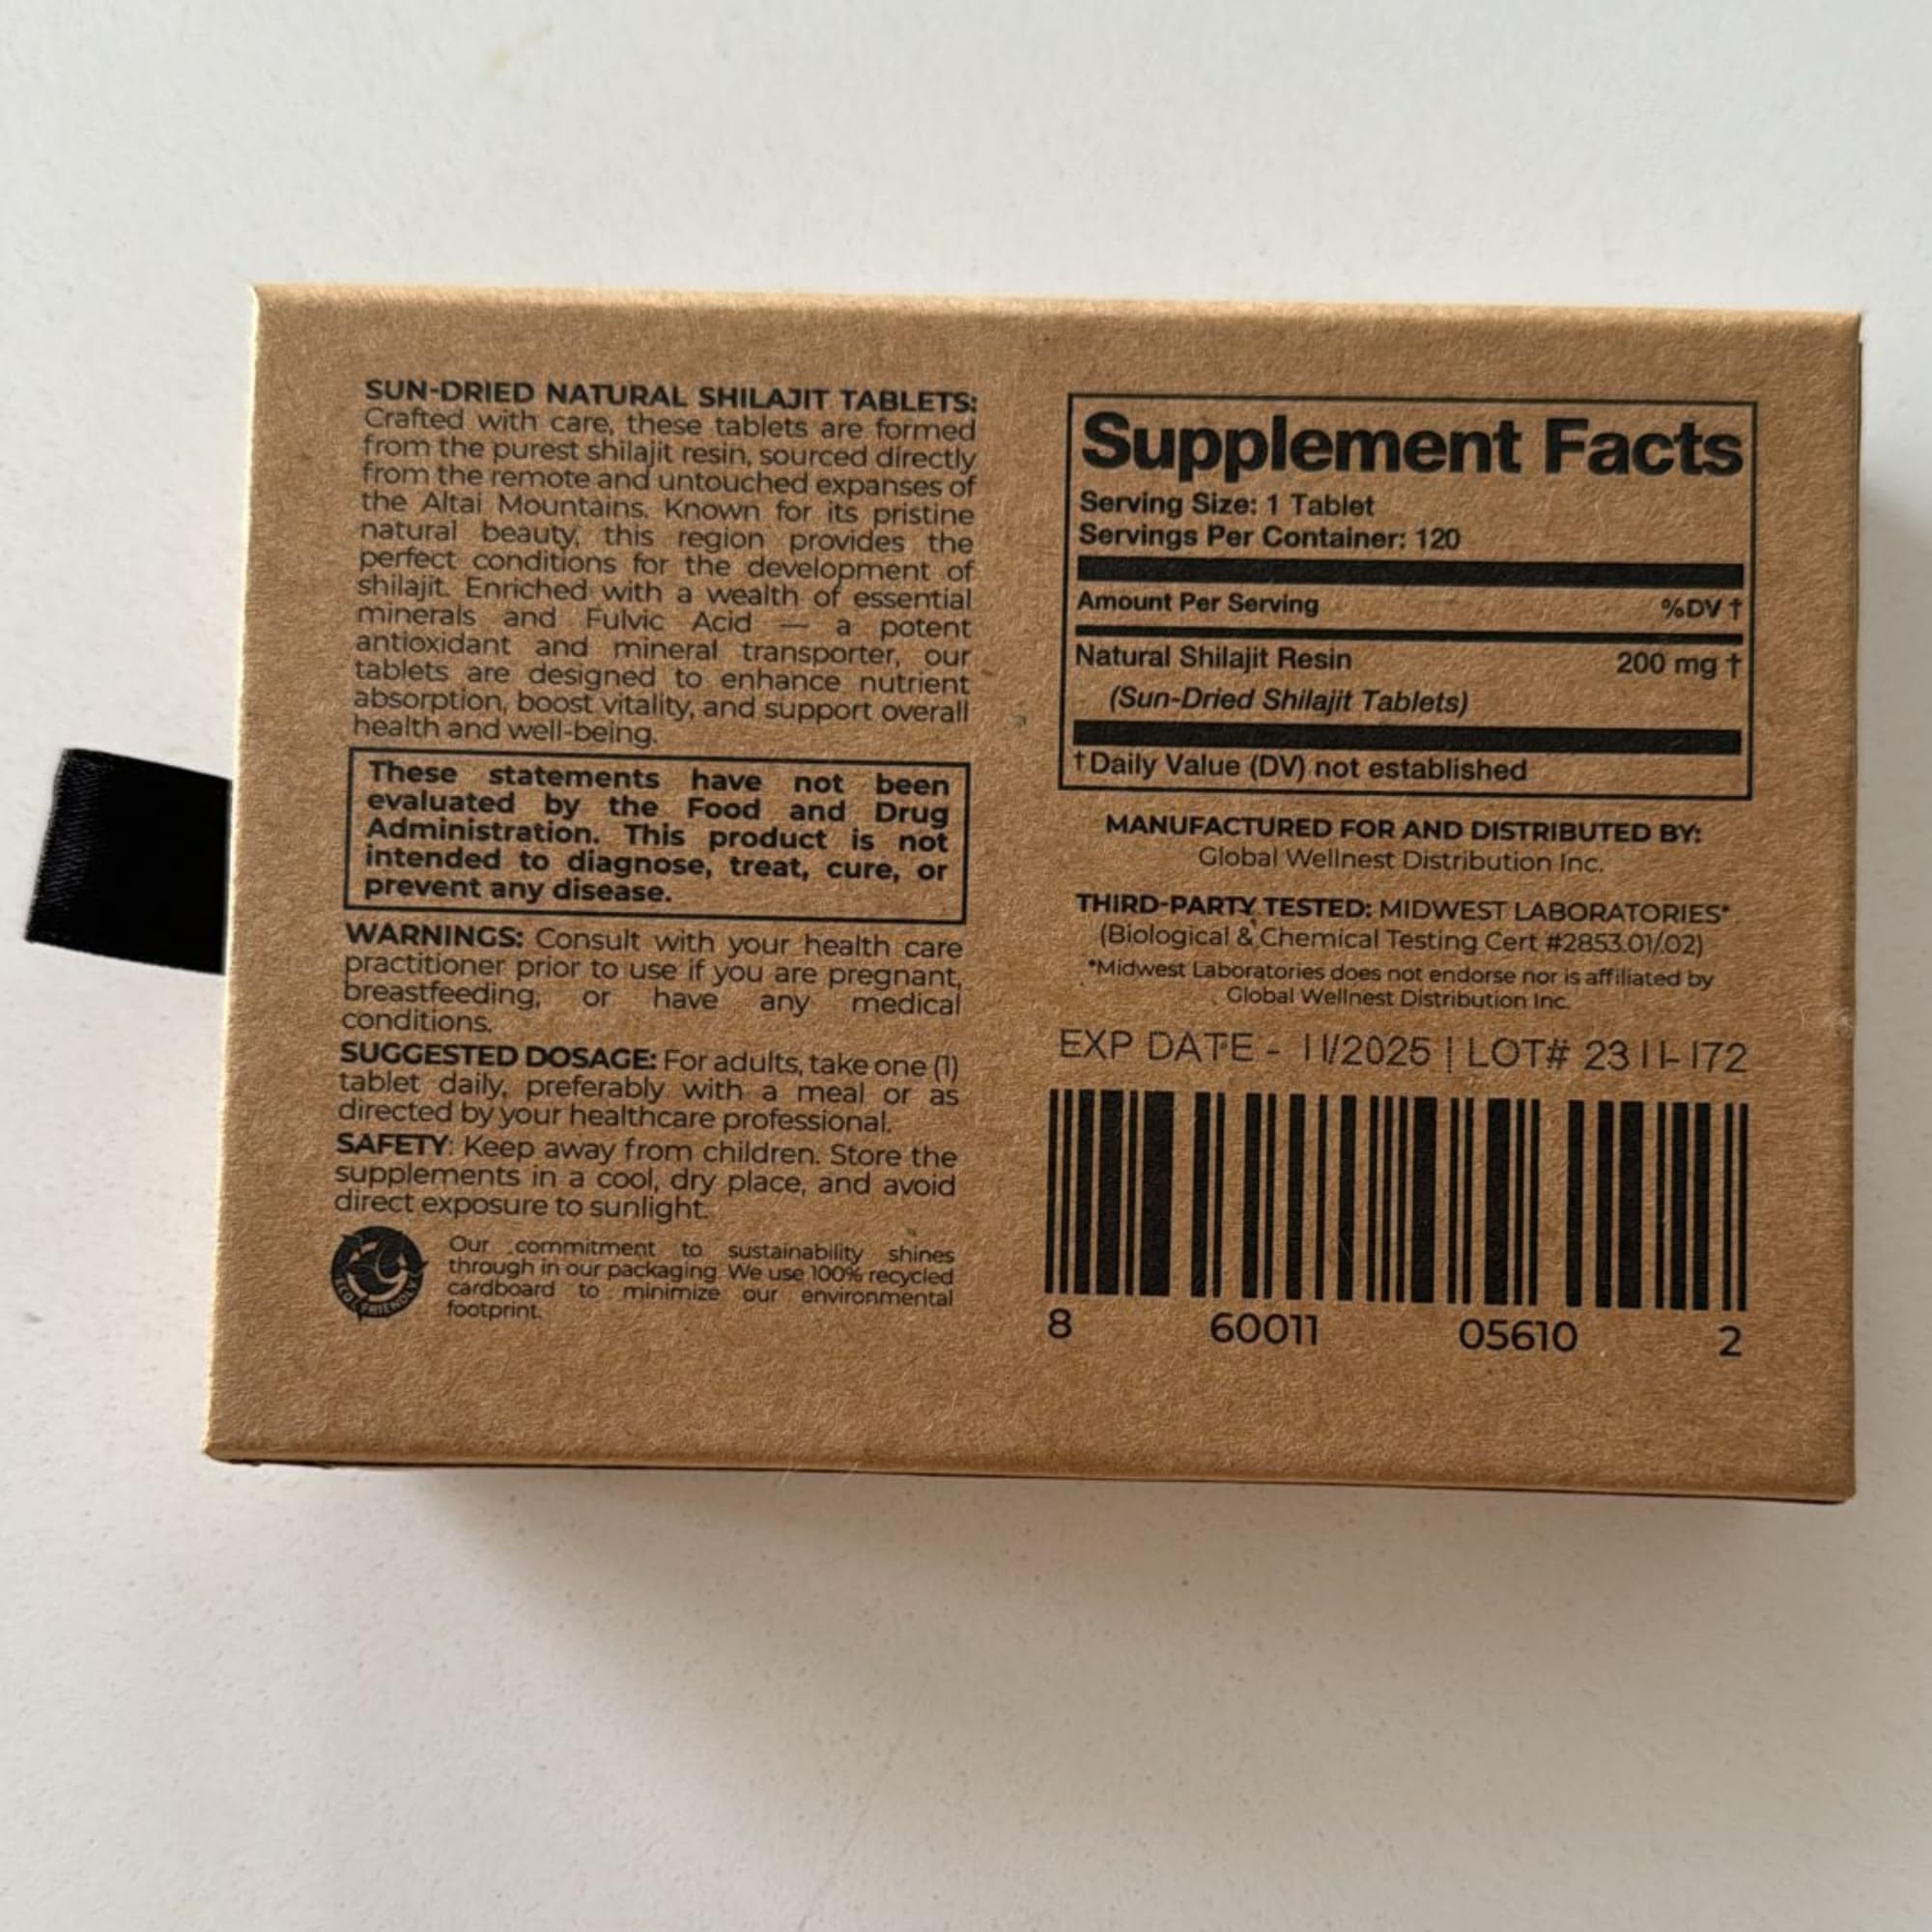 SUN-DRIED NATURAL SHILAJIT TABLETS:
Crafted with care, these tablets are formed
from the purest shilajit resin, sourced directly
from the remote and untouched expanses of
the Altai Mountains. Known for its pristine
natural beauty, this region provides the
perfect conditions for the development of
shilajit. Enriched with a wealth of essential
minerals and Fulvic Acid — a potent
antioxidant and mineral transporter, our
tablets are designed to enhance nutrient
absorption, boost vitality, and support overall
health and well-being.
These statements have not been
evaluated by the Food and Drug
Administration. This product is not
intended to diagnose, treat, cure, or
prevent any disease.
WARNINGS: Consult with your health care
practitioner prior to use if you are pregnant,
breastfeeding, or have any medical
conditions.
SUGGESTED DOSAGE: For adults, take one (1)
tablet daily, preferably with a meal or as
directed by your healthcare professional.
SAFETY: Keep away from children. Store the
supplements in a cool, dry place, and avoid
direct exposure to sunlight.
ECO FRIENDLY
Our commitment to sustainability shines
through in our packaging. We use 100% recycled
cardboard to minimize our environmental
footprint.
Supplement Facts
Serving Size: 1 Tablet
Servings Per Container: 120
Amount Per Serving %DV †
Natural Shilajit Resin 200 mg †
(Sun-Dried Shilajit Tablets)
† Daily Value (DV) not established
MANUFACTURED FOR AND DISTRIBUTED BY:
Global Wellnest Distribution Inc.
THIRD-PARTY TESTED: MIDWEST LABORATORIES*
(Biological & Chemical Testing Cert #2853.01/.02)
*Midwest Laboratories does not endorse nor is affiliated by
Global Wellnest Distribution Inc.
EXP DATE - 11/2025 | LOT# 2311-172
8 60011 05610 2